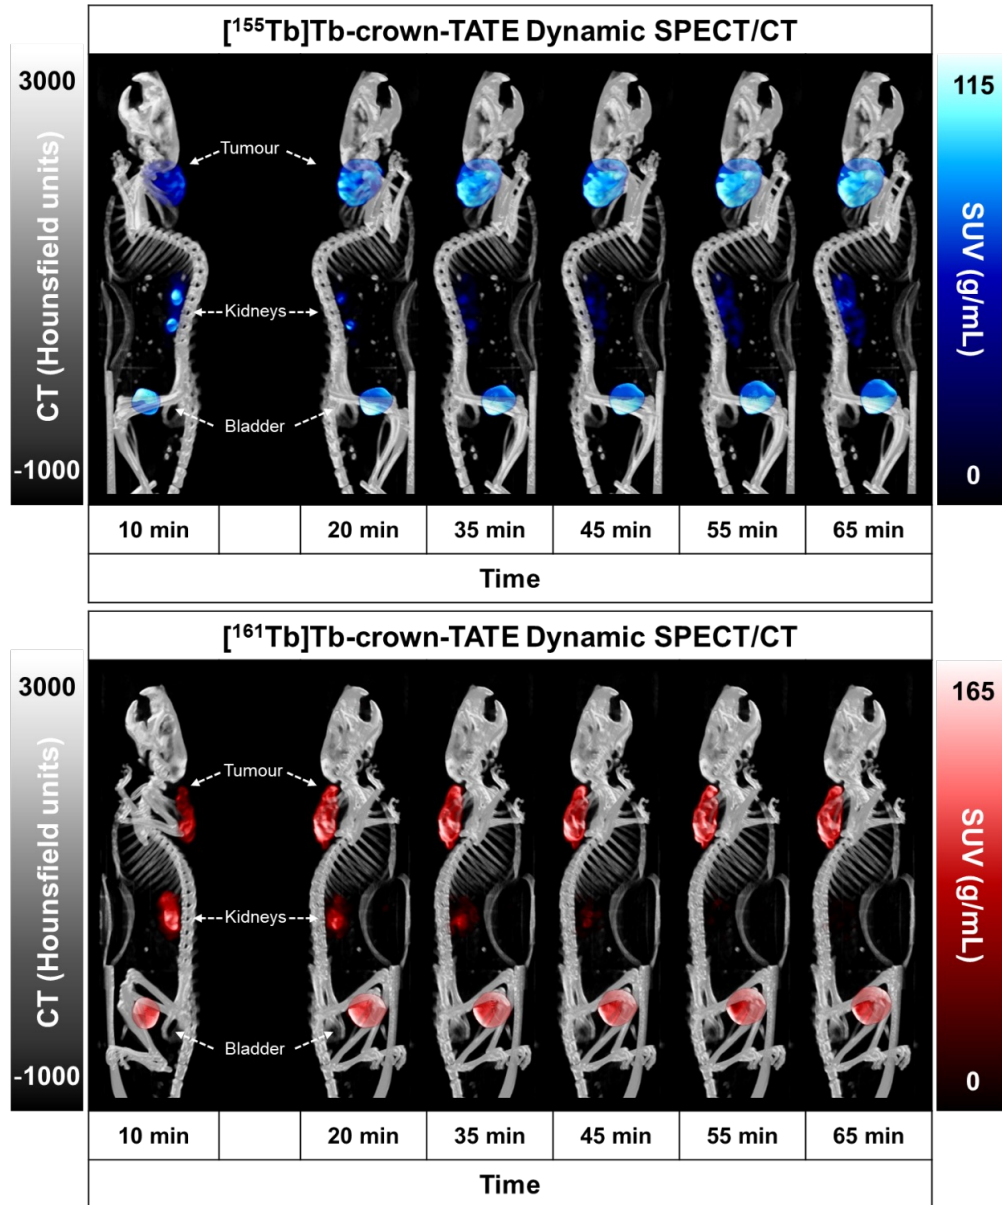 [¹⁵⁵Tb]Tb-crown-TATE Dynamic SPECT/CT
3000
CT (Hounsfield units)
-1000
115
SUV (g/mL)
0
Tumour
Kidneys
Bladder
10 min 20 min 35 min 45 min 55 min 65 min
Time
[¹⁶¹Tb]Tb-crown-TATE Dynamic SPECT/CT
3000
CT (Hounsfield units)
-1000
165
SUV (g/mL)
0
Tumour
Kidneys
Bladder
10 min 20 min 35 min 45 min 55 min 65 min
Time